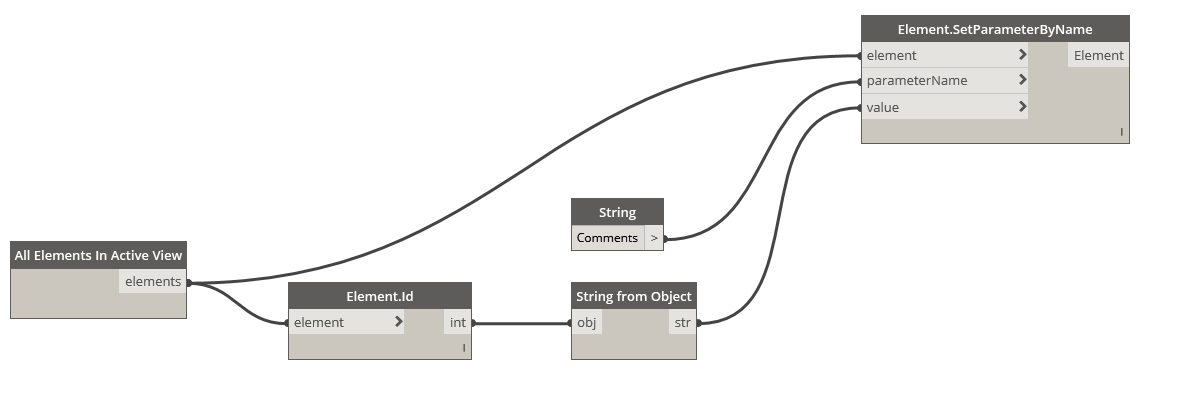 Element.SetParameterByName
element
Element
parameterName
value
l
String
Comments >
All Elements In Active View
elements
Element.Id
element
int
l
String from Object
obj
str